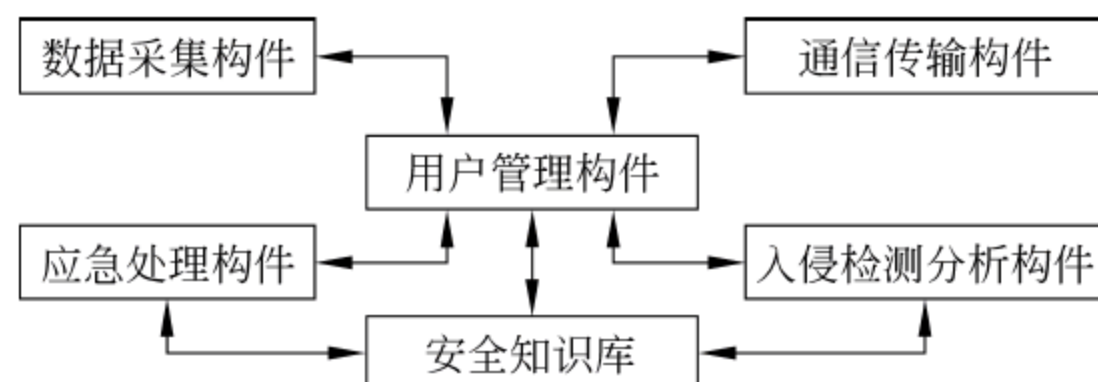 数据采集构件
通信传输构件
用户管理构件
应急处理构件
入侵检测分析构件
安全知识库